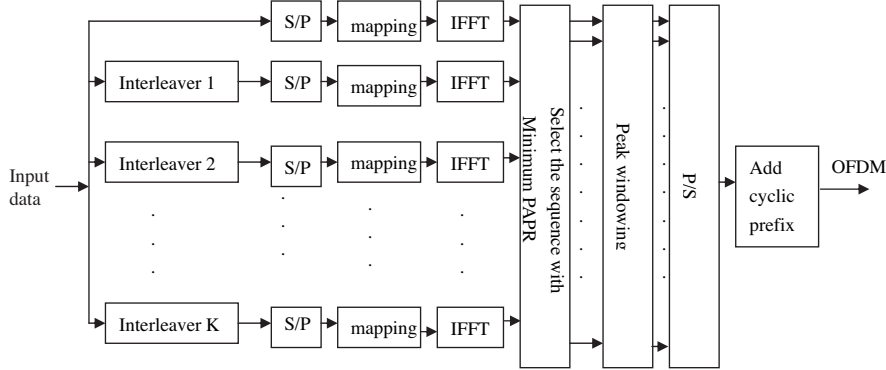 S/P mapping IFFT
Interleaver 1 S/P mapping IFFT
Interleaver 2 S/P mapping IFFT
Interleaver K S/P mapping IFFT
Input
data
Select the sequence with
Minimum PAPR
Peak windowing
P/S
Add
cyclic
prefix
OFDM